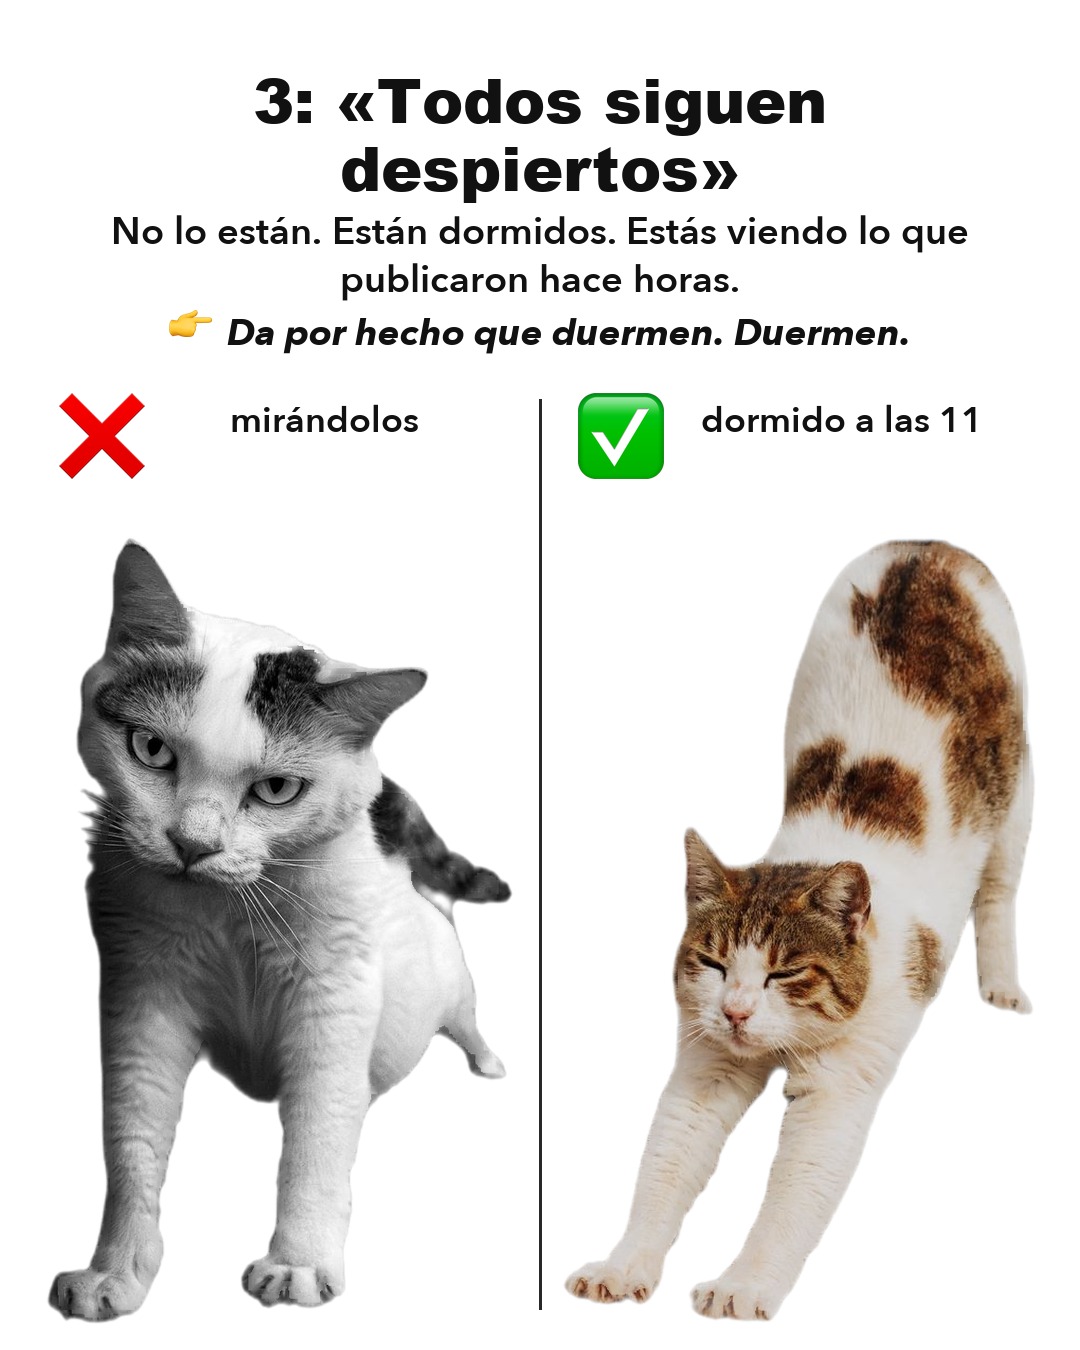 3: «Todos siguen
despiertos»
No lo están. Están dormidos. Estás viendo lo que
publicaron hace horas.
👉 Da por hecho que duermen. Duermen.
❌ mirándolos
✅ dormido a las 11